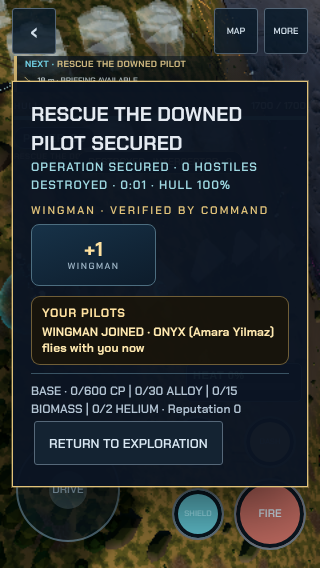 ‹
MAP
MORE
NEXT · RESCUE THE DOWNED PILOT
RESCUE THE DOWNED
PILOT SECURED
OPERATION SECURED · 0 HOSTILES
DESTROYED · 0:01 · HULL 100%
WINGMAN · VERIFIED BY COMMAND
+1
WINGMAN
YOUR PILOTS
WINGMAN JOINED · ONYX (Amara Yilmaz)
flies with you now
BASE · 0/600 CP | 0/30 ALLOY | 0/15
BIOMASS | 0/2 HELIUM · Reputation 0
RETURN TO EXPLORATION
DRIVE
SHIELD
FIRE